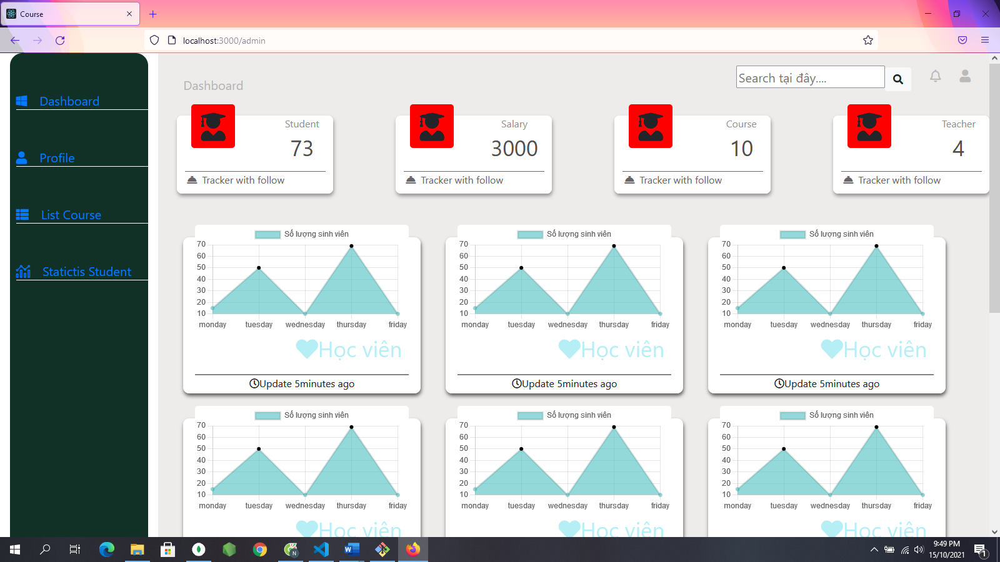 Course
localhost:3000/admin
Dashboard
Profile
List Course
Statictis Student
Dashboard
Search tại đây....
Student
73
Tracker with follow
Salary
3000
Tracker with follow
Course
10
Tracker with follow
Teacher
4
Tracker with follow
Số lượng sinh viên
70
60
50
40
30
20
10
monday tuesday wednesday thursday friday
Học viên
Update 5minutes ago
Số lượng sinh viên
70
60
50
40
30
20
10
monday tuesday wednesday thursday friday
Học viên
Update 5minutes ago
Số lượng sinh viên
70
60
50
40
30
20
10
monday tuesday wednesday thursday friday
Học viên
Update 5minutes ago
Số lượng sinh viên
70
60
50
40
30
20
10
monday tuesday wednesday thursday friday
Học viên
Số lượng sinh viên
70
60
50
40
30
20
10
monday tuesday wednesday thursday friday
Học viên
Số lượng sinh viên
70
60
50
40
30
20
10
monday tuesday wednesday thursday friday
Học viên
N
W
9:49 PM
15/10/2021
1